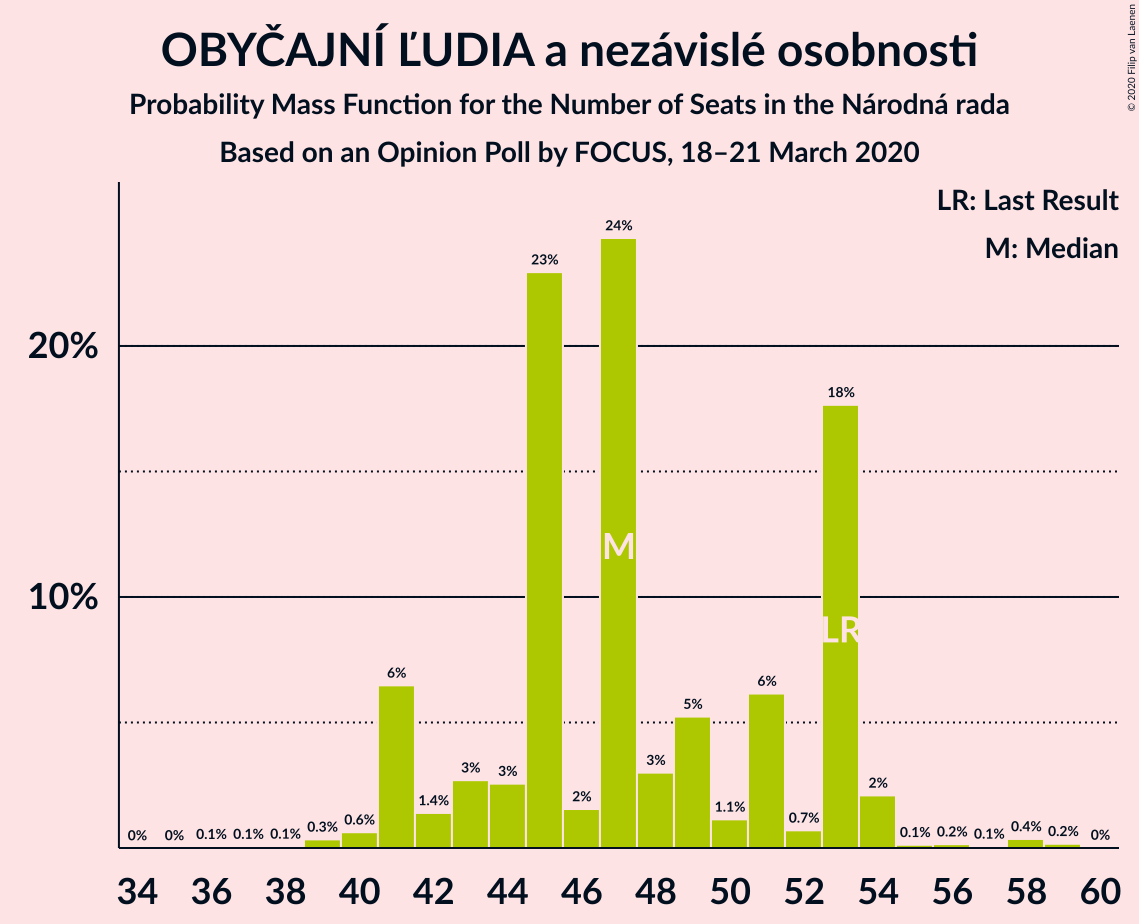 OBYČAJNÍ ĽUDIA a nezávislé osobnosti
Probability Mass Function for the Number of Seats in the Národná rada
Based on an Opinion Poll by FOCUS, 18–21 March 2020
© 2020 Filip van Laenen
LR: Last Result
M: Median
20%
10%
0% 0% 0.1% 0.1% 0.1% 0.3% 0.6% 6% 1.4% 3% 3% 23% 2% 24% 3% 5% 1.1% 6% 0.7% 18% 2% 0.1% 0.2% 0.1% 0.4% 0.2% 0%
M
LR
34 36 38 40 42 44 46 48 50 52 54 56 58 60